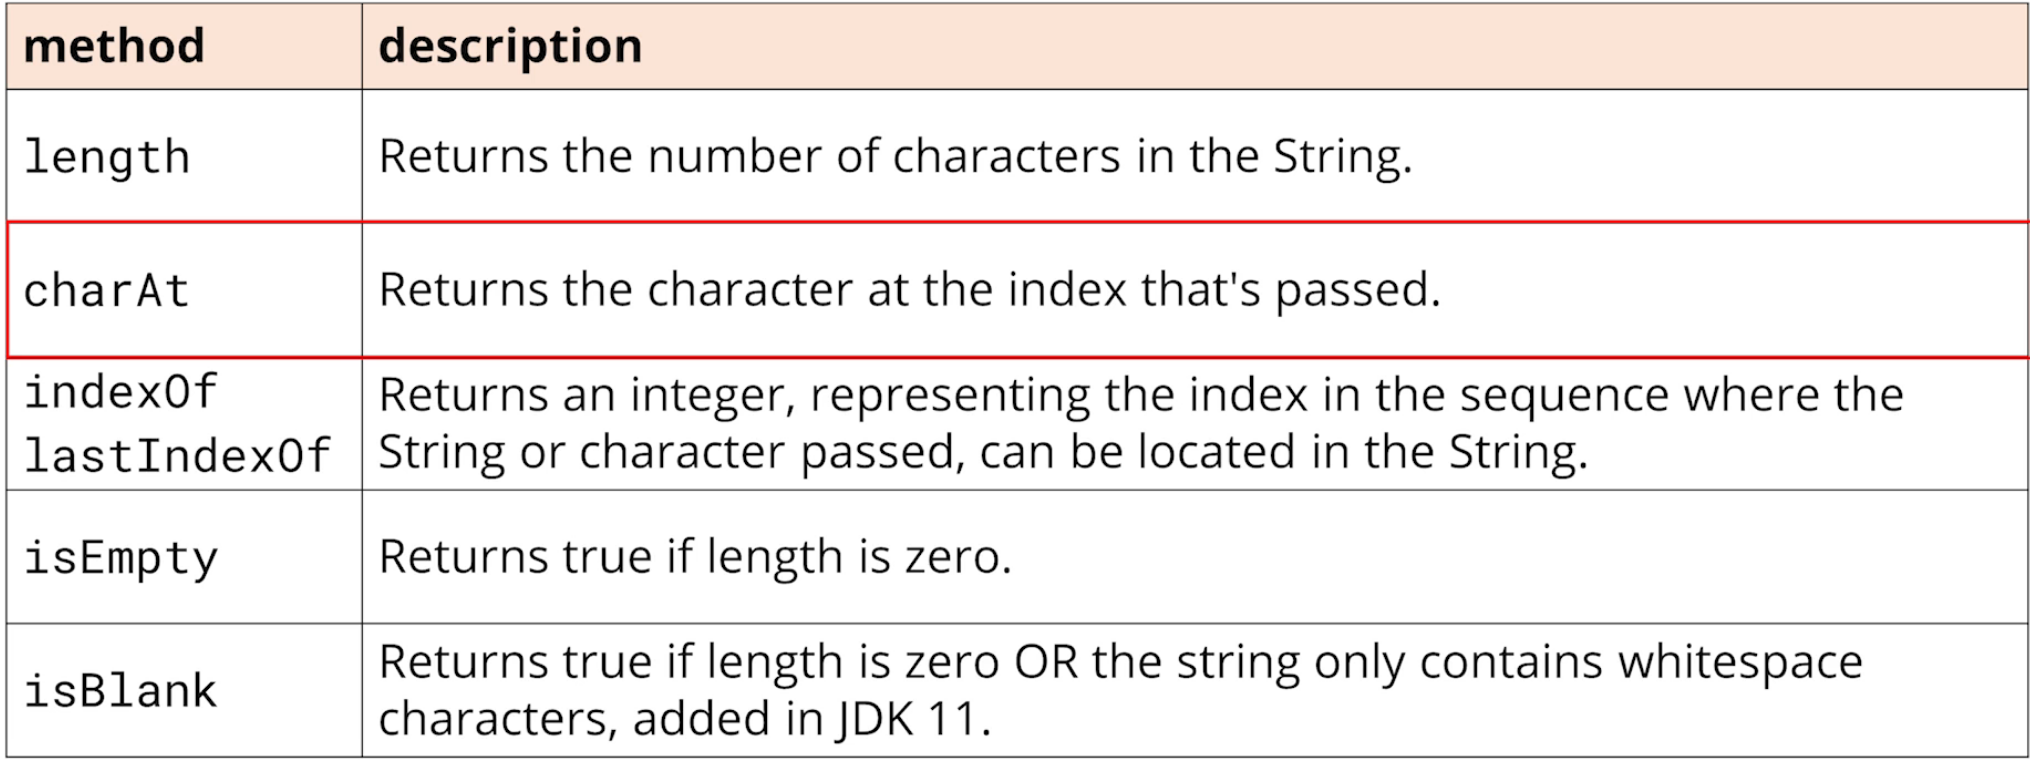 method description
length Returns the number of characters in the String.
charAt Returns the character at the index that's passed.
indexOf Returns an integer, representing the index in the sequence where the
lastIndexOf String or character passed, can be located in the String.
isEmpty Returns true if length is zero.
isBlank Returns true if length is zero OR the string only contains whitespace
characters, added in JDK 11.